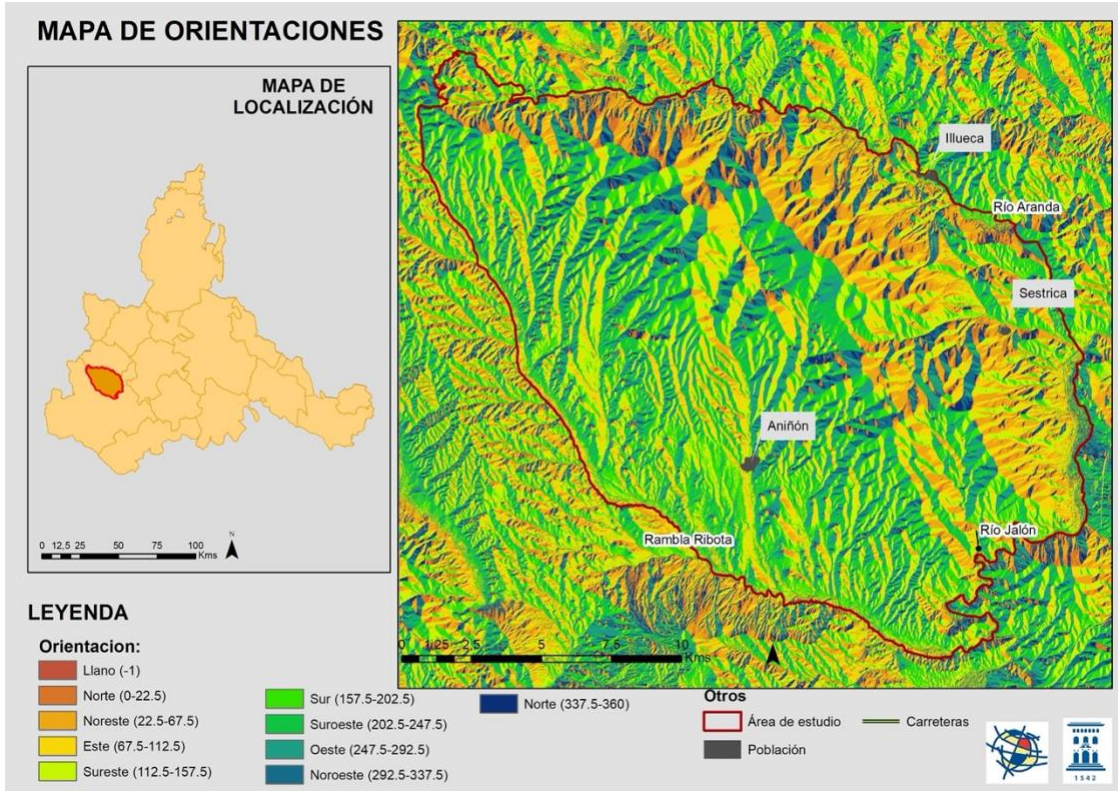 MAPA DE ORIENTACIONES
MAPA DE
LOCALIZACIÓN
0 12,5 25 50 75 100
Kms
N
Illueca
Río Aranda
Sestrica
Aniñón
Río Jalón
Rambla Ribota
0 1,25 2,5 5 7,5 10
Kms
LEYENDA
Orientacion:
Llano (-1)
Norte (0-22.5)
Noreste (22.5-67.5)
Este (67.5-112.5)
Sureste (112.5-157.5)
Sur (157.5-202.5)
Suroeste (202.5-247.5)
Oeste (247.5-292.5)
Noroeste (292.5-337.5)
Norte (337.5-360)
Otros
Área de estudio
Carreteras
Población
1542